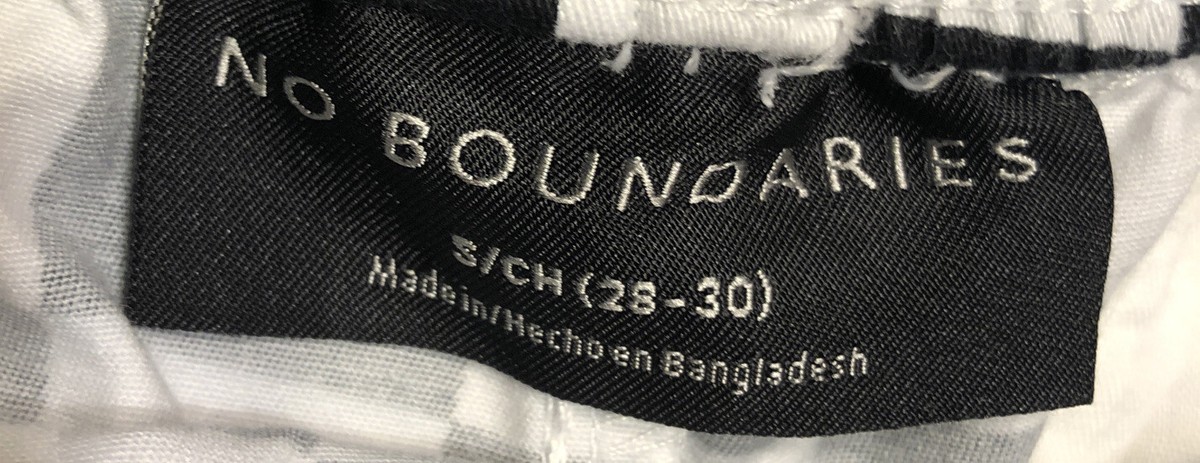 NO BOUNDARIES
S/CH (28-30)
Made in/Hecho en Bangladesh